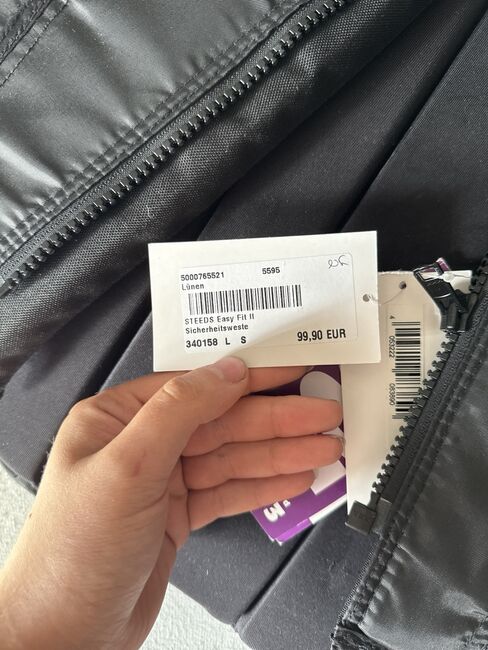 5000765521 5595
Lünen
STEEDS Easy Fit II
Sicherheitsweste
340158 L S 99,90 EUR